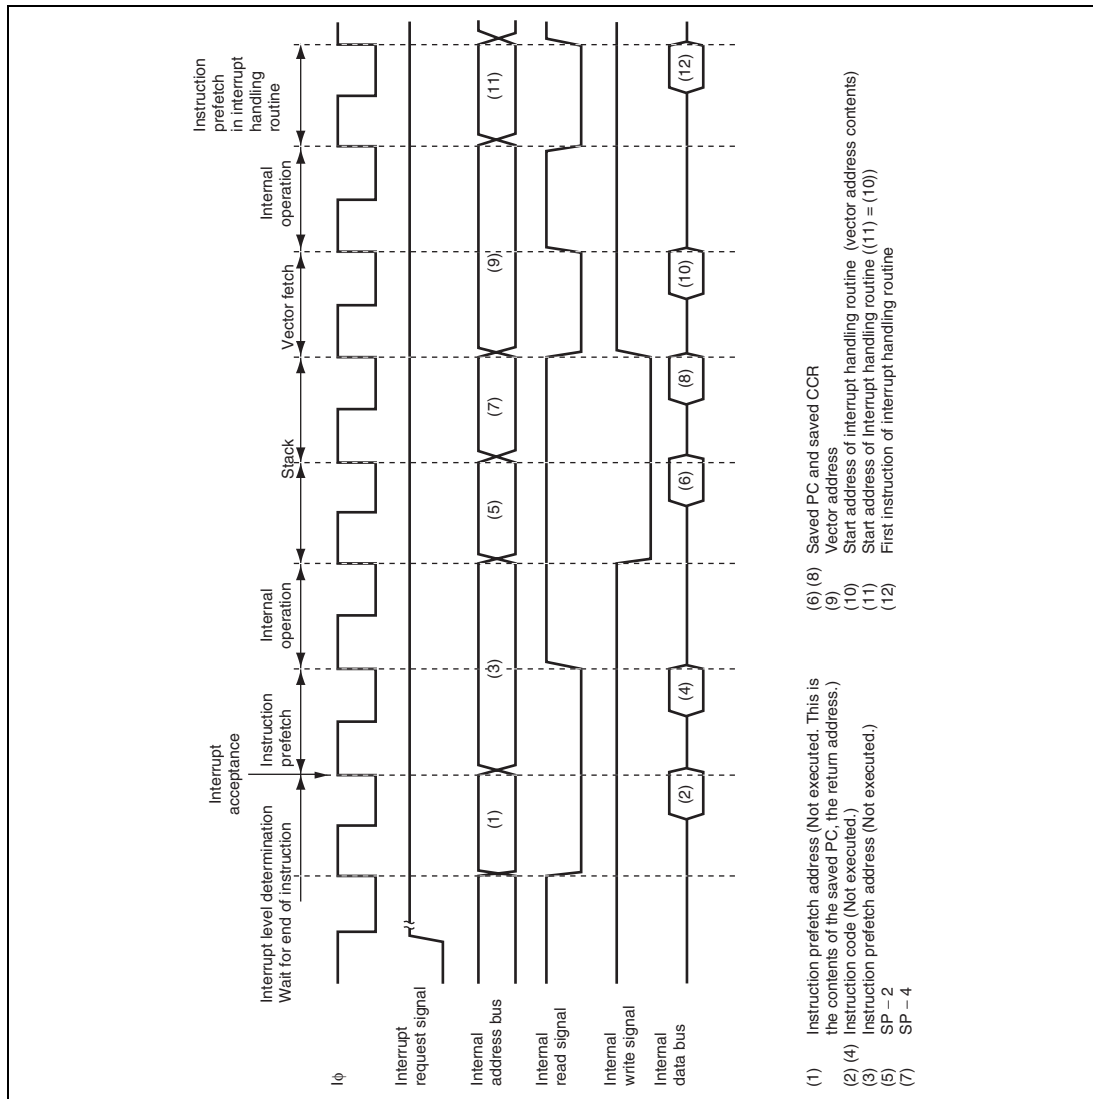 Interrupt
acceptance
Interrupt level determination
Wait for end of instruction
Instruction
prefetch
Internal
operation
Stack
Vector fetch
Internal
operation
Instruction
prefetch
in interrupt
handling
routine
Iϕ
Interrupt
request signal
Internal
address bus
(1)
(3)
(5)
(7)
(9)
(11)
Internal
read signal
Internal
write signal
Internal
data bus
(2)
(4)
(6)
(8)
(10)
(12)
(1) Instruction prefetch address (Not executed. This is
the contents of the saved PC, the return address.)
(2) (4) Instruction code (Not executed.)
(3) Instruction prefetch address (Not executed.)
(5) SP – 2
(7) SP – 4
(6) (8) Saved PC and saved CCR
(9) Vector address
(10) Start address of interrupt handling routine (vector address contents)
(11) Start address of Interrupt handling routine ((11) = (10))
(12) First instruction of interrupt handling routine